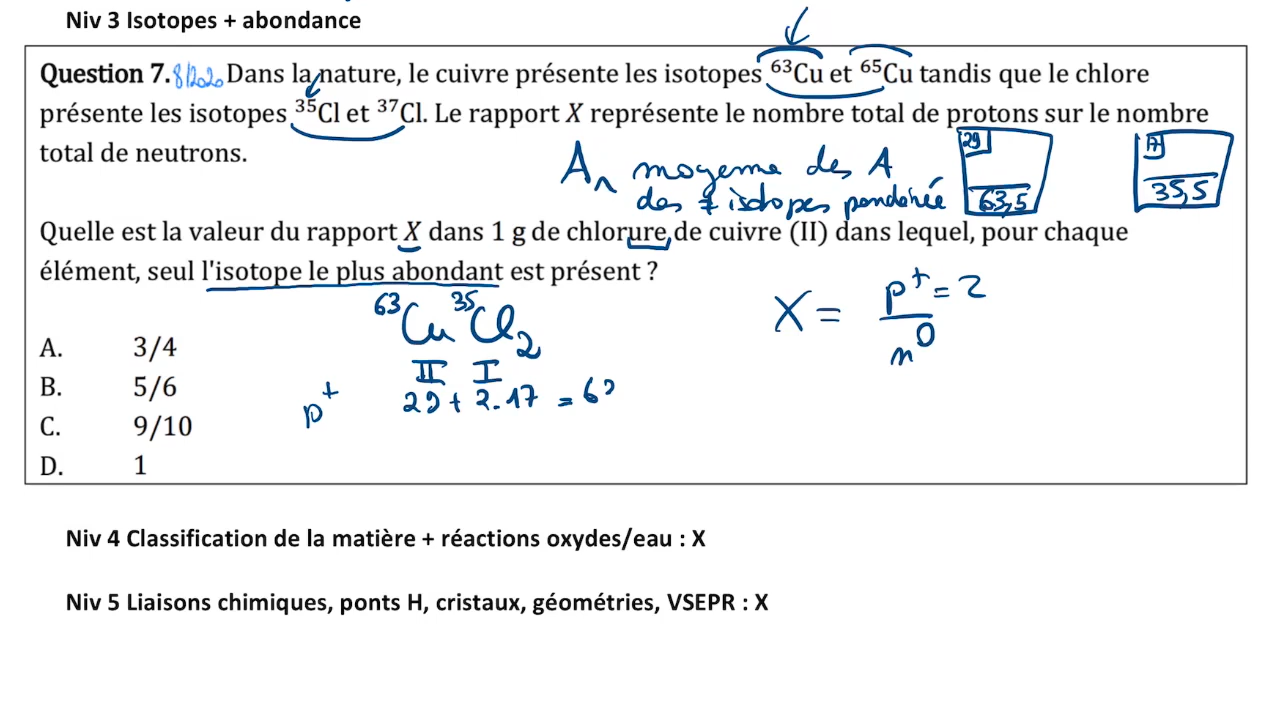 Niv 3 Isotopes + abondance
Question 7. 8/2020 Dans la nature, le cuivre présente les isotopes ⁶³Cu et ⁶⁵Cu tandis que le chlore
présente les isotopes ³⁵Cl et ³⁷Cl. Le rapport X représente le nombre total de protons sur le nombre
total de neutrons.
Ar moyenne des A
des ≠ isotopes pondérée
29
63,5
17
35,5
Quelle est la valeur du rapport X dans 1 g de chlorure de cuivre (II) dans lequel, pour chaque
élément, seul l'isotope le plus abondant est présent ?
⁶³Cu ³⁵Cl₂
II I
p⁺ 29 + 2.17 = 63
X = p⁺ = 2
n⁰
A. 3/4
B. 5/6
C. 9/10
D. 1
Niv 4 Classification de la matière + réactions oxydes/eau : X
Niv 5 Liaisons chimiques, ponts H, cristaux, géométries, VSEPR : X